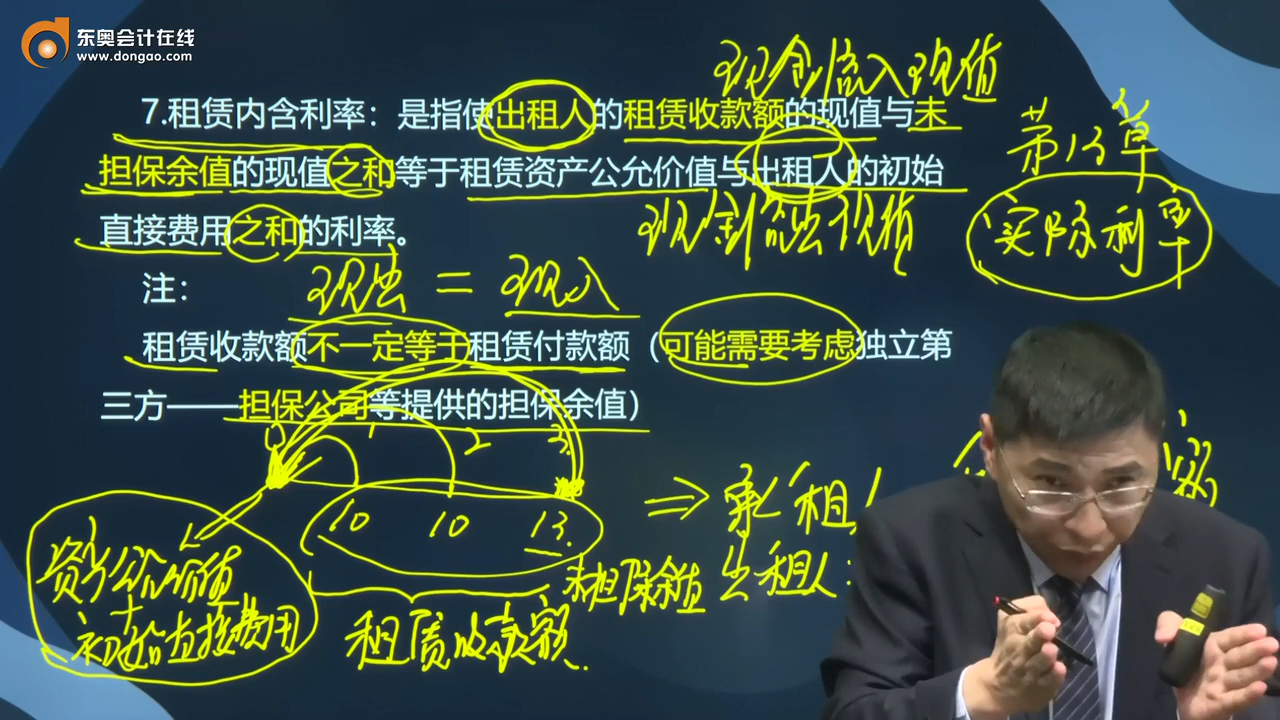 东奥会计在线
www.dongao.com
现金流入现值
7.租赁内含利率：是指使出租人的租赁收款额的现值与未
担保余值的现值之和等于租赁资产公允价值与出租人的初始
直接费用之和的利率。
第13章
实际利率
现金流出现值
注：
现出 = 现入
租赁收款额不一定等于租赁付款额（可能需要考虑独立第
三方——担保公司等提供的担保余值）
0 1 2 3
10 10 13
资产公允价值
+
初始直接费用
租赁收款额
未担保余值
⇒ 承租人
出租人：